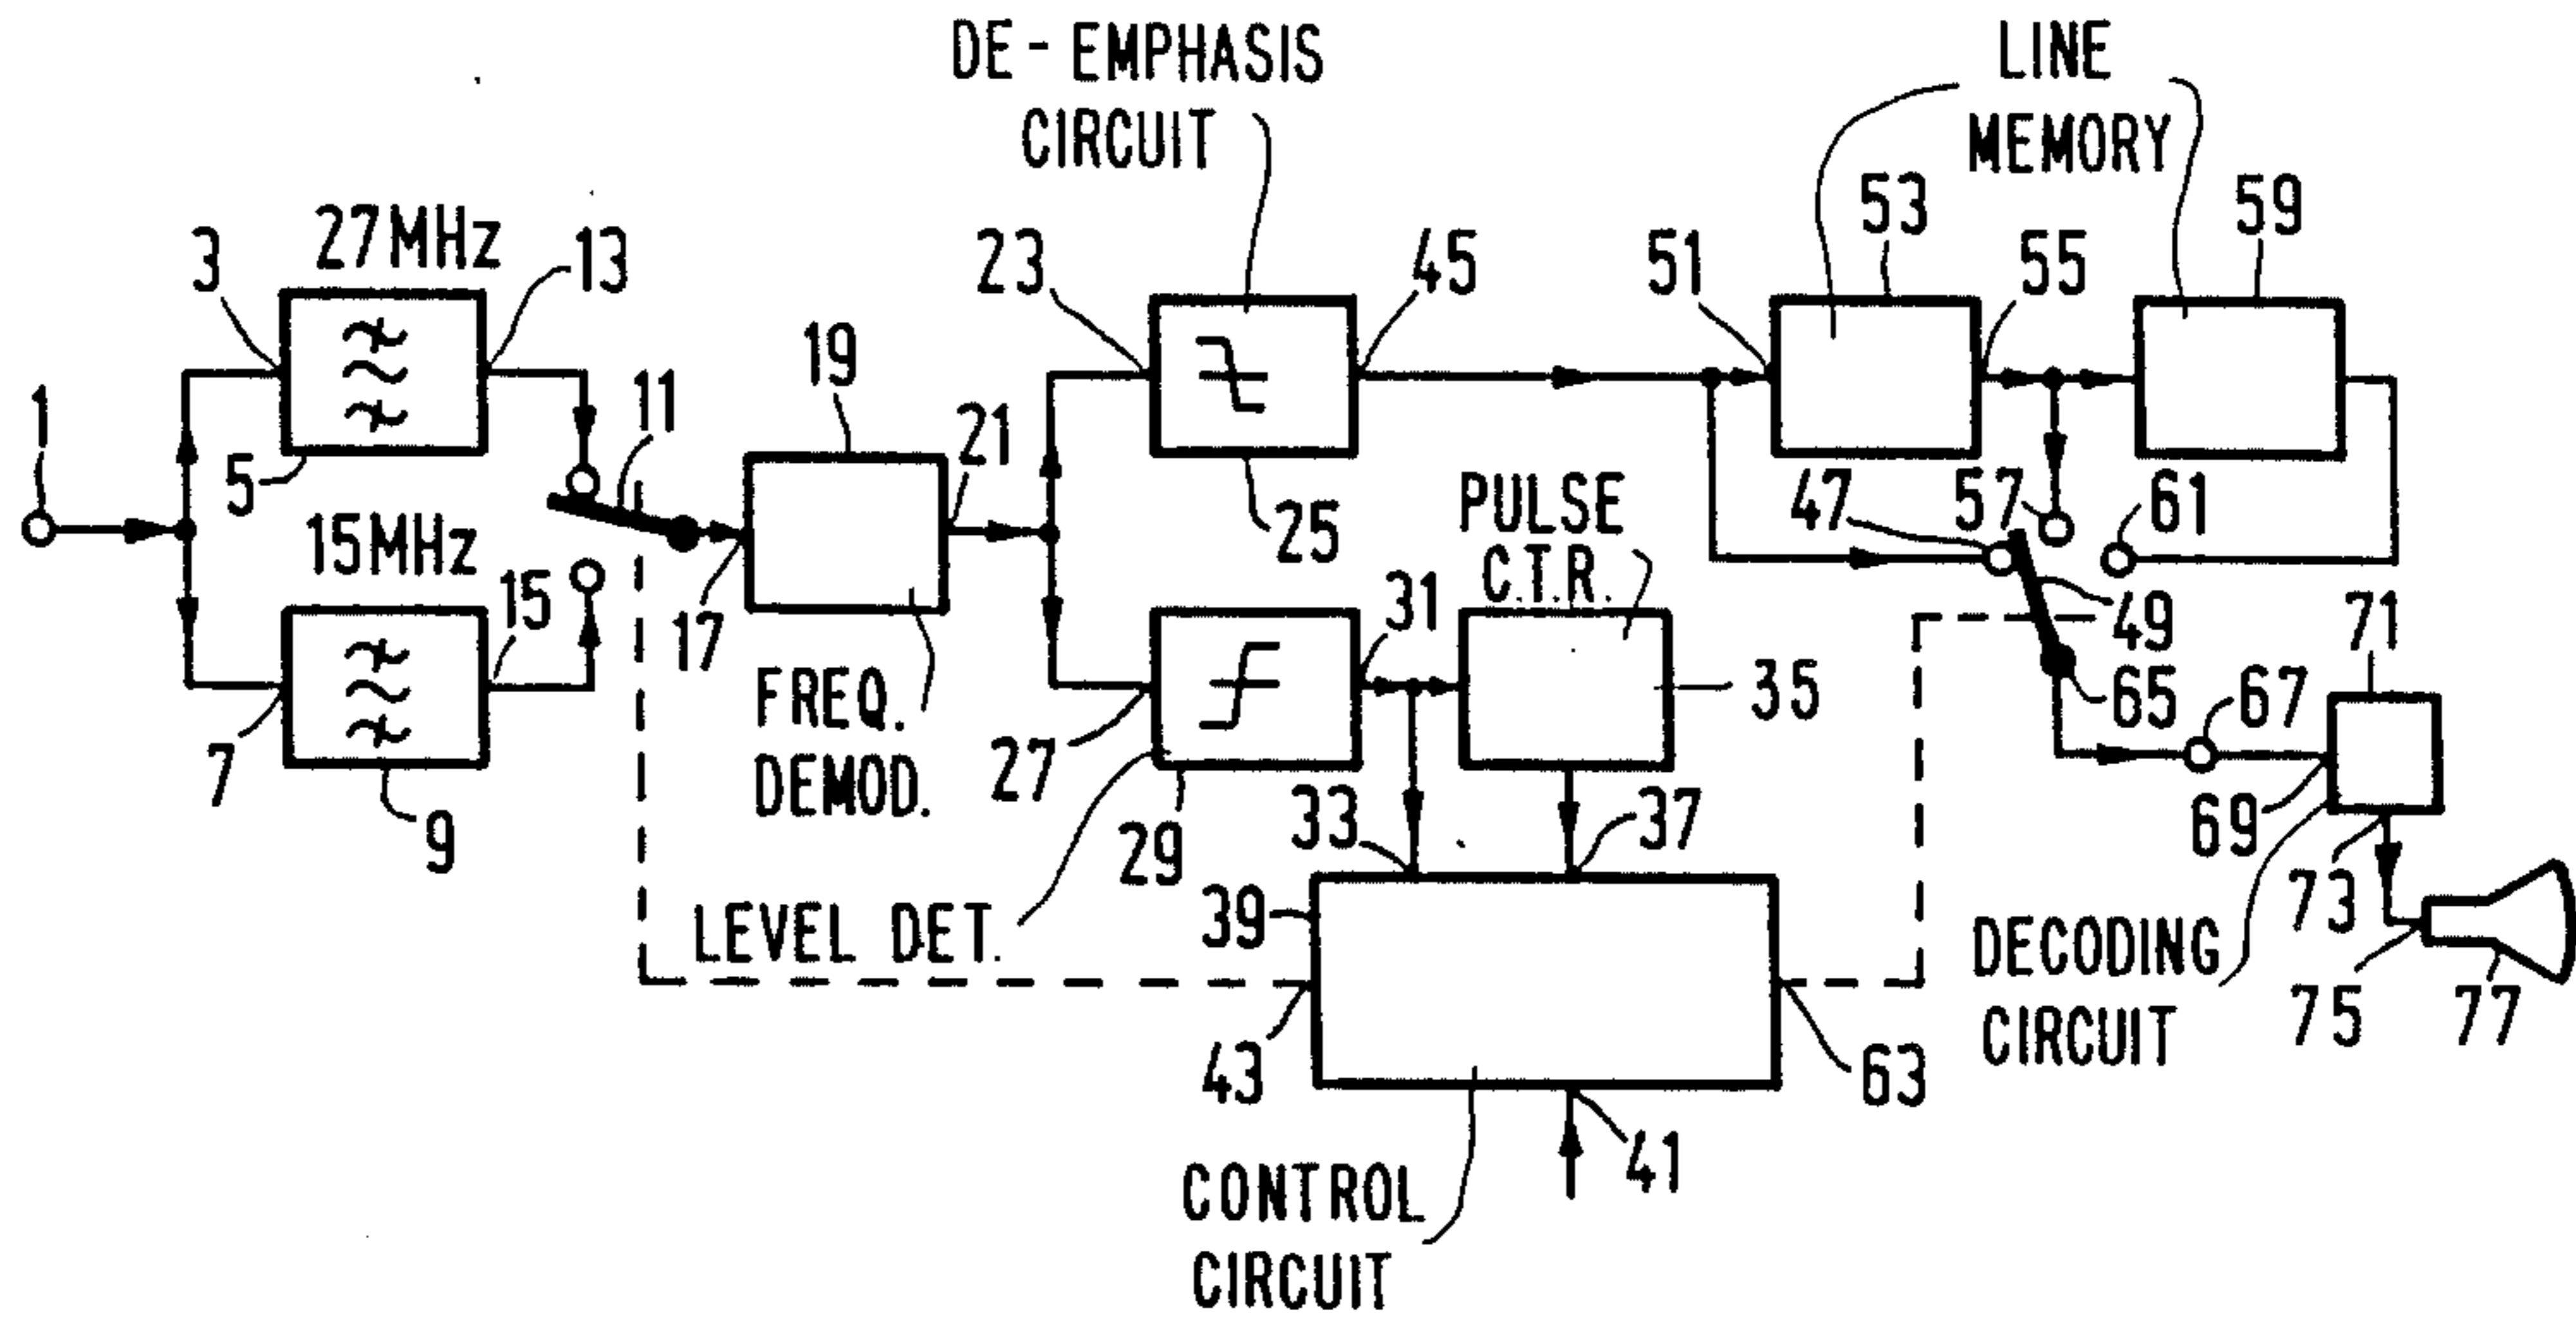 DE-EMPHASIS
CIRCUIT
LINE
MEMORY
27MHz
3
13
5
1
11
15MHz
15
7
9
19
21
17
FREQ.
DEMOD.
23
45
25
51
53
55
59
47
57
61
49
PULSE
C.T.R.
31
35
27
29
LEVEL DET.
33
37
39
43
63
41
CONTROL
CIRCUIT
65
67
71
69
73
DECODING
CIRCUIT
75
77